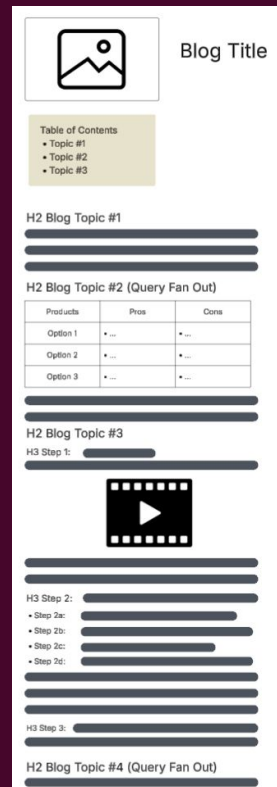 Blog Title
Table of Contents
• Topic #1
• Topic #2
• Topic #3
H2 Blog Topic #1
H2 Blog Topic #2 (Query Fan Out)
Products Pros Cons
Option 1 • ... • ...
Option 2 • ... • ...
Option 3 • ... • ...
H2 Blog Topic #3
H3 Step 1:
H3 Step 2:
• Step 2a:
• Step 2b:
• Step 2c:
• Step 2d:
H3 Step 3:
H2 Blog Topic #4 (Query Fan Out)